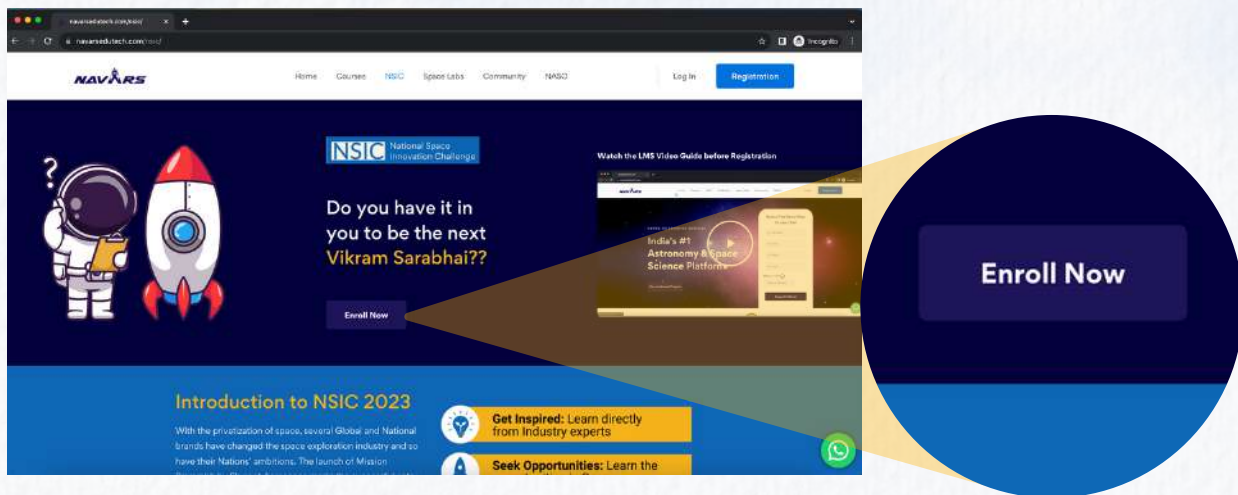 navarsedutech.com/nsic/
navarsedutech.com/nsic/
Incognito
NAVARS
Home Courses NSIC Space Labs Community NASO Log In Registration
NSIC National Space
Innovation Challenge
Do you have it in
you to be the next
Vikram Sarabhai??
Enroll Now
Watch the LMS Video Guide before Registration
India's #1
Astronomy & Space
Science Platform
Enroll Now
Introduction to NSIC 2023
With the privatization of space, several Global and National
brands have changed the space exploration industry and so
have their Nations' ambitions. The launch of Mission
Get Inspired: Learn directly
from Industry experts
Seek Opportunities: Learn the